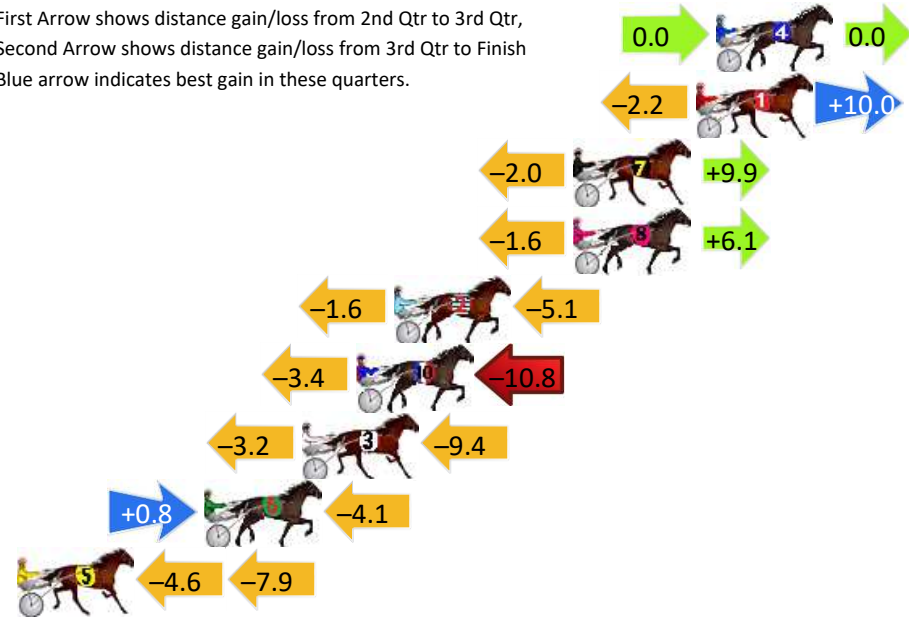 First Arrow shows distance gain/loss from 2nd Qtr to 3rd Qtr,
Second Arrow shows distance gain/loss from 3rd Qtr to Finish
Blue arrow indicates best gain in these quarters.
0.0 4 0.0
–2.2 1 +10.0
–2.0 7 +9.9
–1.6 8 +6.1
–1.6 2 –5.1
–3.4 10 –10.8
–3.2 3 –9.4
+0.8 6 –4.1
5 –4.6 –7.9